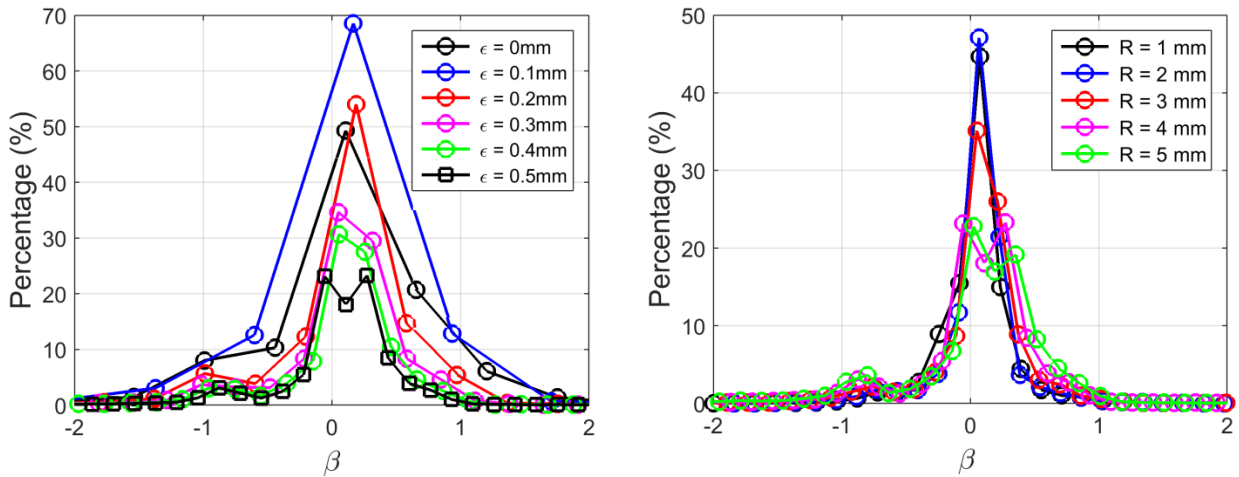 70
60
50
40
30
20
10
0
-2
-1
0
1
2
Percentage (%)
β
ϵ = 0mm
ϵ = 0.1mm
ϵ = 0.2mm
ϵ = 0.3mm
ϵ = 0.4mm
ϵ = 0.5mm
50
40
30
20
10
0
-2
-1
0
1
2
Percentage (%)
β
R = 1 mm
R = 2 mm
R = 3 mm
R = 4 mm
R = 5 mm